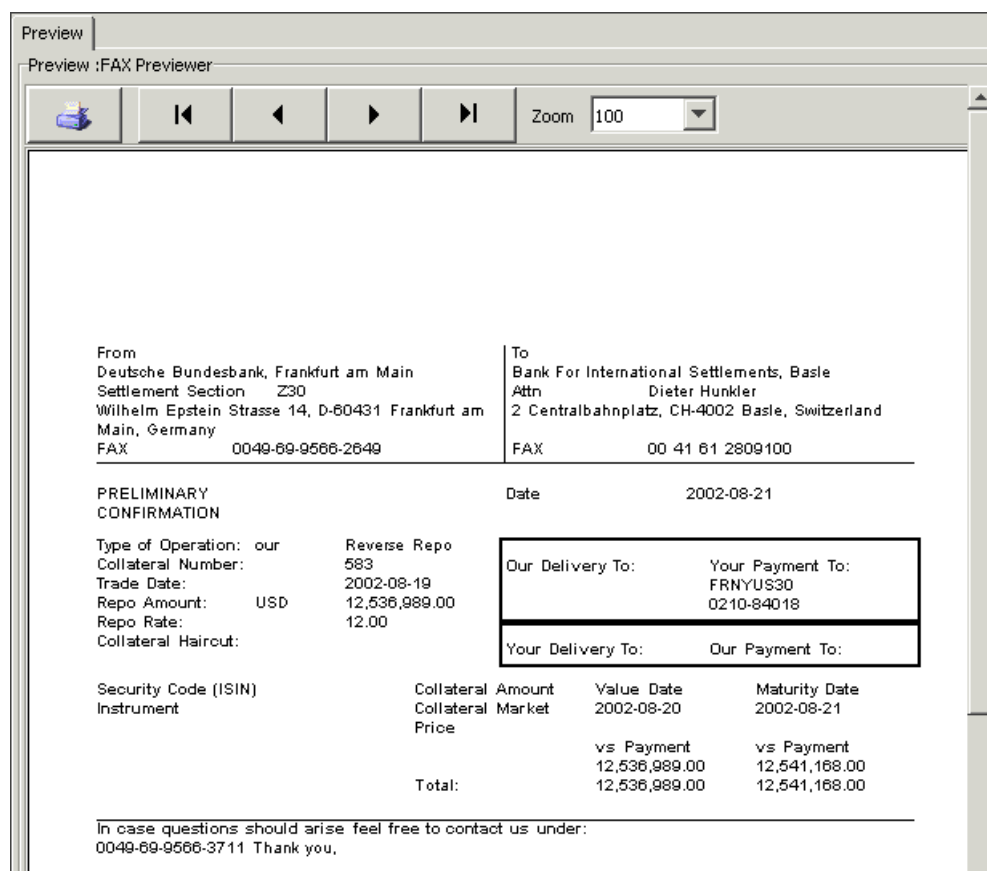 Preview
Preview :FAX Previewer
Zoom 100
From
Deutsche Bundesbank, Frankfurt am Main
Settlement Section Z30
Wilhelm Epstein Strasse 14, D-60431 Frankfurt am
Main, Germany
FAX 0049-69-9566-2649
To
Bank For International Settlements, Basle
Attn Dieter Hunkler
2 Centralbahnplatz, CH-4002 Basle, Switzerland
FAX 00 41 61 2809100
PRELIMINARY
CONFIRMATION
Date 2002-08-21
Type of Operation: our Reverse Repo
Collateral Number: 583
Trade Date: 2002-08-19
Repo Amount: USD 12,536,989.00
Repo Rate: 12.00
Collateral Haircut:
Our Delivery To: Your Payment To:
FRNYUS30
0210-84018
Your Delivery To: Our Payment To:
Security Code (ISIN) Collateral Amount Value Date Maturity Date
Instrument Collateral Market 2002-08-20 2002-08-21
Price
vs Payment vs Payment
12,536,989.00 12,541,168.00
Total: 12,536,989.00 12,541,168.00
In case questions should arise feel free to contact us under:
0049-69-9566-3711 Thank you,